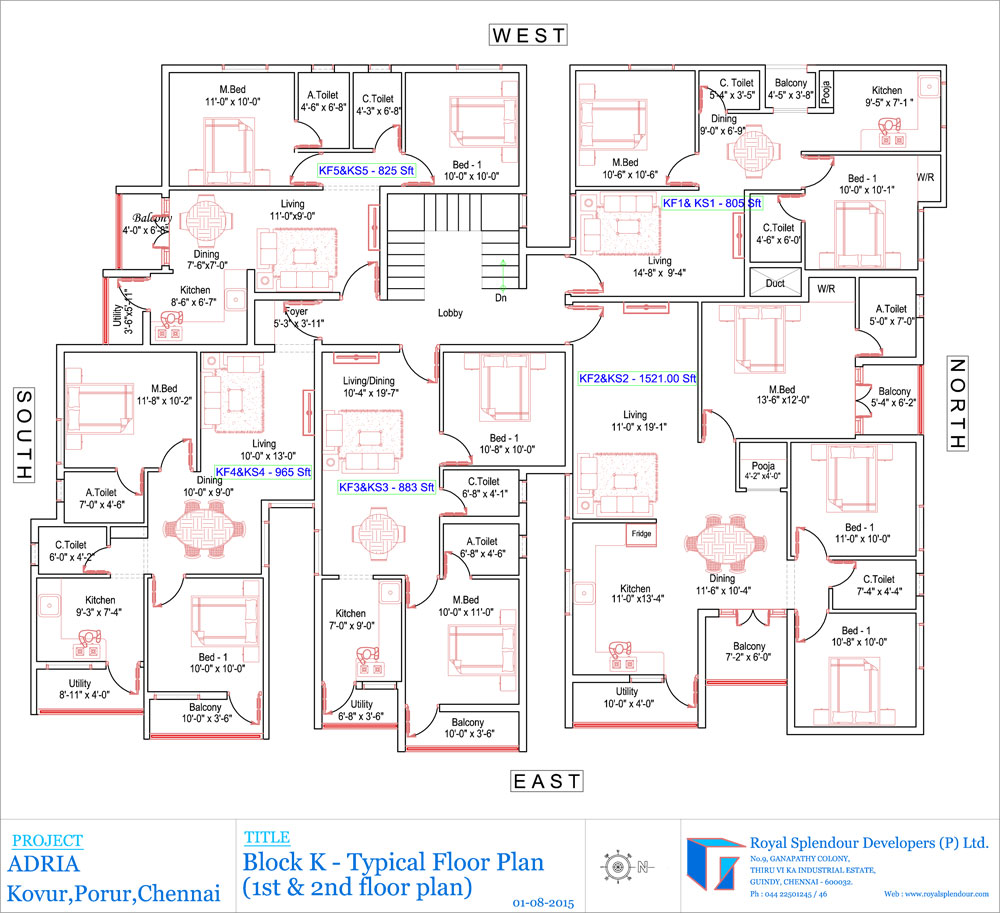 WEST
M.Bed
11'-0" x 10'-0"
A.Toilet
4'-6" x 6'-8"
C.Toilet
4'-3" x 6'-8"
Bed - 1
10'-0" x 10'-0"
KF5&KS5 - 825 Sft
Living
11'-0"x9'-0"
Balcony
4'-0" x 6'-8"
Dining
7'-6"x7'-0"
Kitchen
8'-6" x 6'-7"
Utility
3'-6"x5'-11"
Foyer
5'-3" x 3'-11"
Lobby
Dn
M.Bed
10'-6" x 10'-6"
C. Toilet
5'-4" x 3'-5"
Balcony
4'-5" x 3'-8"
Pooja
Kitchen
9'-5" x 7'-1 "
Dining
9'-0" x 6'-9"
Bed - 1
10'-0" x 10'-1"
W/R
KF1& KS1 - 805 Sft
C.Toilet
4'-6" x 6'-0"
Living
14'-8" x 9'-4"
Duct
W/R
A.Toilet
5'-0" x 7'-0"
SOUTH
NORTH
M.Bed
11'-8" x 10'-2"
Living
10'-0" x 13'-0"
KF4&KS4 - 965 Sft
A.Toilet
7'-0" x 4'-6"
Dining
10'-0" x 9'-0"
C.Toilet
6'-0" x 4'-2"
Kitchen
9'-3" x 7'-4"
Bed - 1
10'-0" x 10'-0"
Utility
8'-11" x 4'-0"
Balcony
10'-0" x 3'-6"
Living/Dining
10'-4" x 19'-7"
Bed - 1
10'-8" x 10'-0"
KF3&KS3 - 883 Sft
C.Toilet
6'-8" x 4'-1"
A.Toilet
6'-8" x 4'-6"
Kitchen
7'-0" x 9'-0"
M.Bed
10'-0" x 11'-0"
Utility
6'-8" x 3'-6"
Balcony
10'-0" x 3'-6"
KF2&KS2 - 1521.00 Sft
M.Bed
13'-6"x12'-0"
Balcony
5'-4" x 6'-2"
Living
11'-0" x 19'-1"
Pooja
4'-2" x4'-0"
Bed - 1
11'-0" x 10'-0"
Fridge
Kitchen
11'-0"x13'-4"
Dining
11'-6" x 10'-4"
C.Toilet
7'-4" x 4'-4"
Bed - 1
10'-8" x 10'-0"
Balcony
7'-2" x 6'-0"
Utility
10'-0" x 4'-0"
EAST
PROJECT
ADRIA
Kovur,Porur,Chennai
TITLE
Block K - Typical Floor Plan
(1st & 2nd floor plan)
01-08-2015
N
Royal Splendour Developers (P) Ltd.
No.9, GANAPATHY COLONY,
THIRU VI KA INDUSTRIAL ESTATE,
GUINDY, CHENNAI - 600032.
Ph : 044 22501245 / 46
Web : www.royalsplendour.com